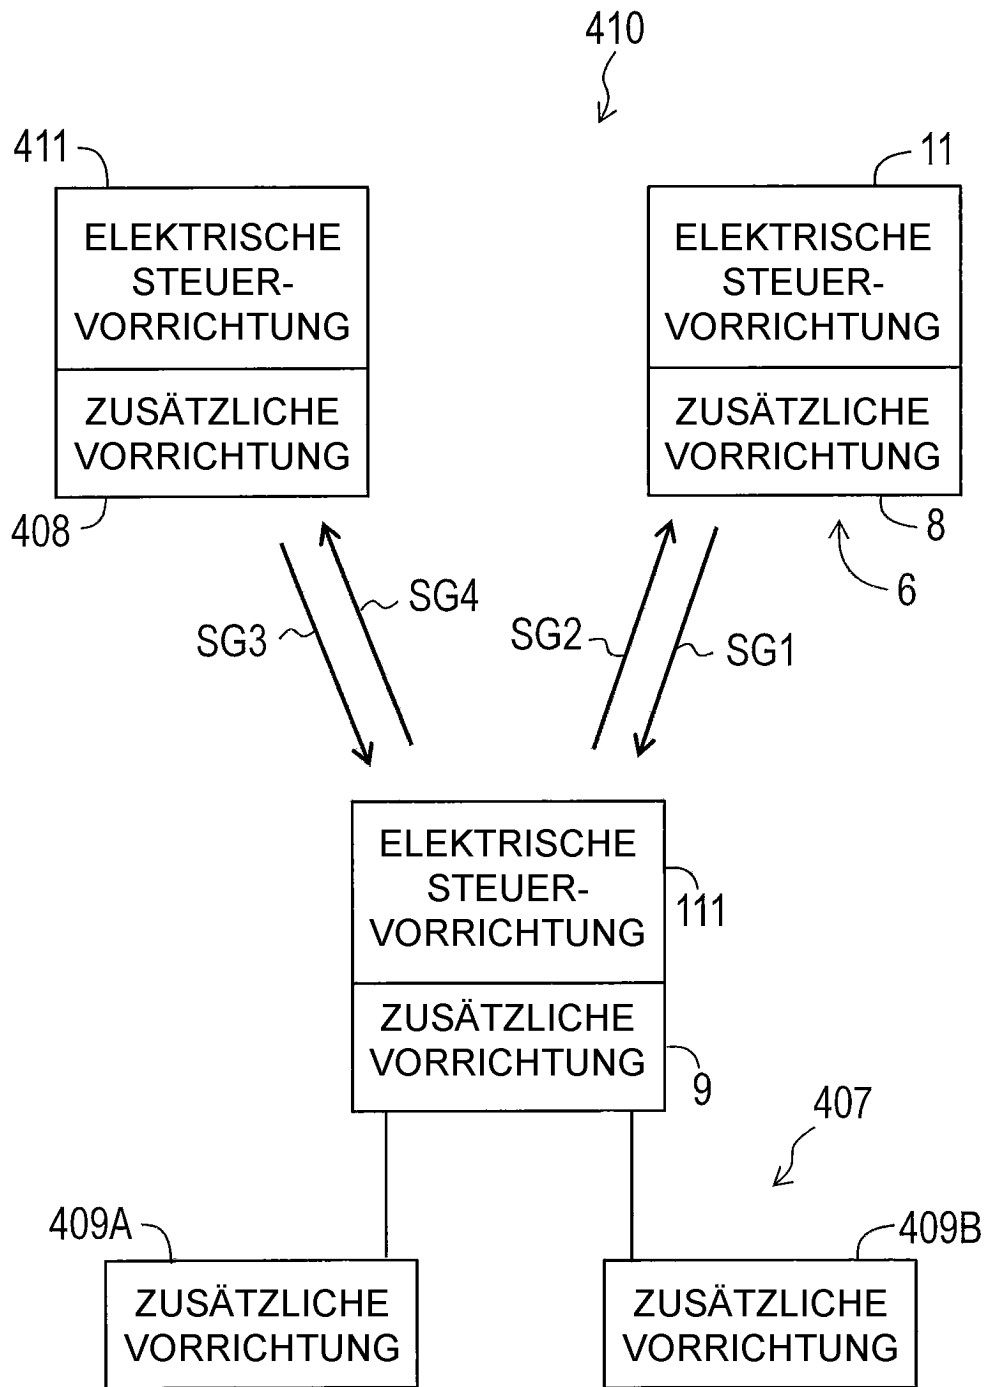 410
411
11
ELEKTRISCHE
STEUER-
VORRICHTUNG
ZUSÄTZLICHE
VORRICHTUNG
ELEKTRISCHE
STEUER-
VORRICHTUNG
ZUSÄTZLICHE
VORRICHTUNG
408
8
6
SG3
SG4
SG2
SG1
ELEKTRISCHE
STEUER-
VORRICHTUNG
111
ZUSÄTZLICHE
VORRICHTUNG
9
407
409A
409B
ZUSÄTZLICHE
VORRICHTUNG
ZUSÄTZLICHE
VORRICHTUNG